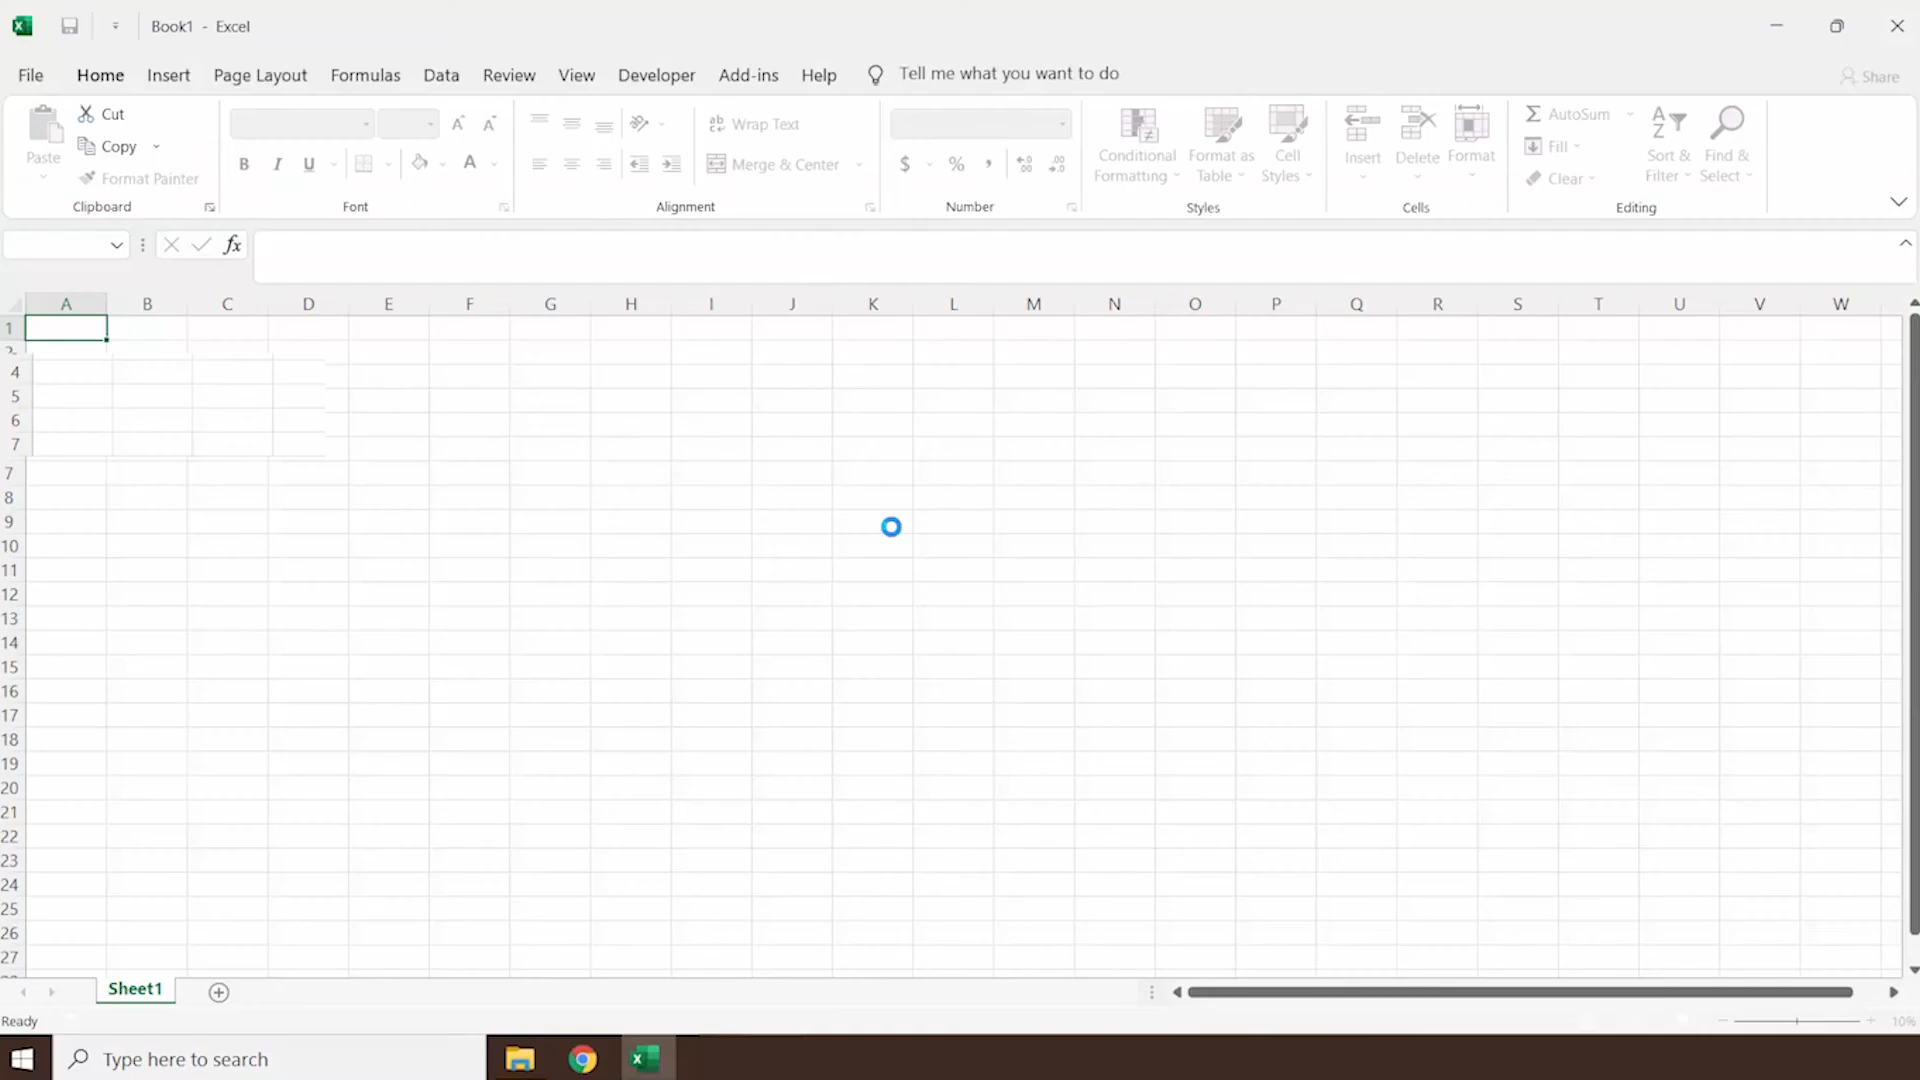 Book1 - Excel
File Home Insert Page Layout Formulas Data Review View Developer Add-ins Help Tell me what you want to do Share
Paste
Cut
Copy
Format Painter
Clipboard
B I U A
Font
ab Wrap Text
Merge & Center
Alignment
$ % ,
Number
Conditional Formatting
Format as Table
Cell Styles
Styles
Insert
Delete
Format
Cells
AutoSum
Fill
Clear
Sort & Filter
Find & Select
Editing
fx
A B C D E F G H I J K L M N O P Q R S T U V W
1
4
5
6
7
7
8
9
10
11
12
13
14
15
16
17
18
19
20
21
22
23
24
25
26
27
Sheet1
Ready
10%
Type here to search